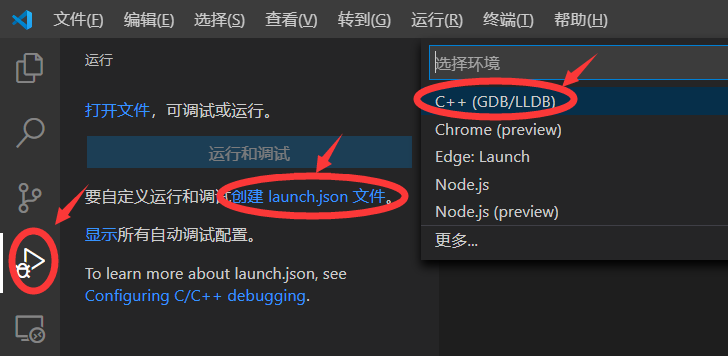 文件(F) 编辑(E) 选择(S) 查看(V) 转到(G) 运行(R) 终端(T) 帮助(H)
运行
打开文件，可调试或运行。
运行和调试
要自定义运行和调试创建 launch.json 文件。
显示所有自动调试配置。
To learn more about launch.json, see
Configuring C/C++ debugging.
选择环境
C++ (GDB/LLDB)
Chrome (preview)
Edge: Launch
Node.js
Node.js (preview)
更多...